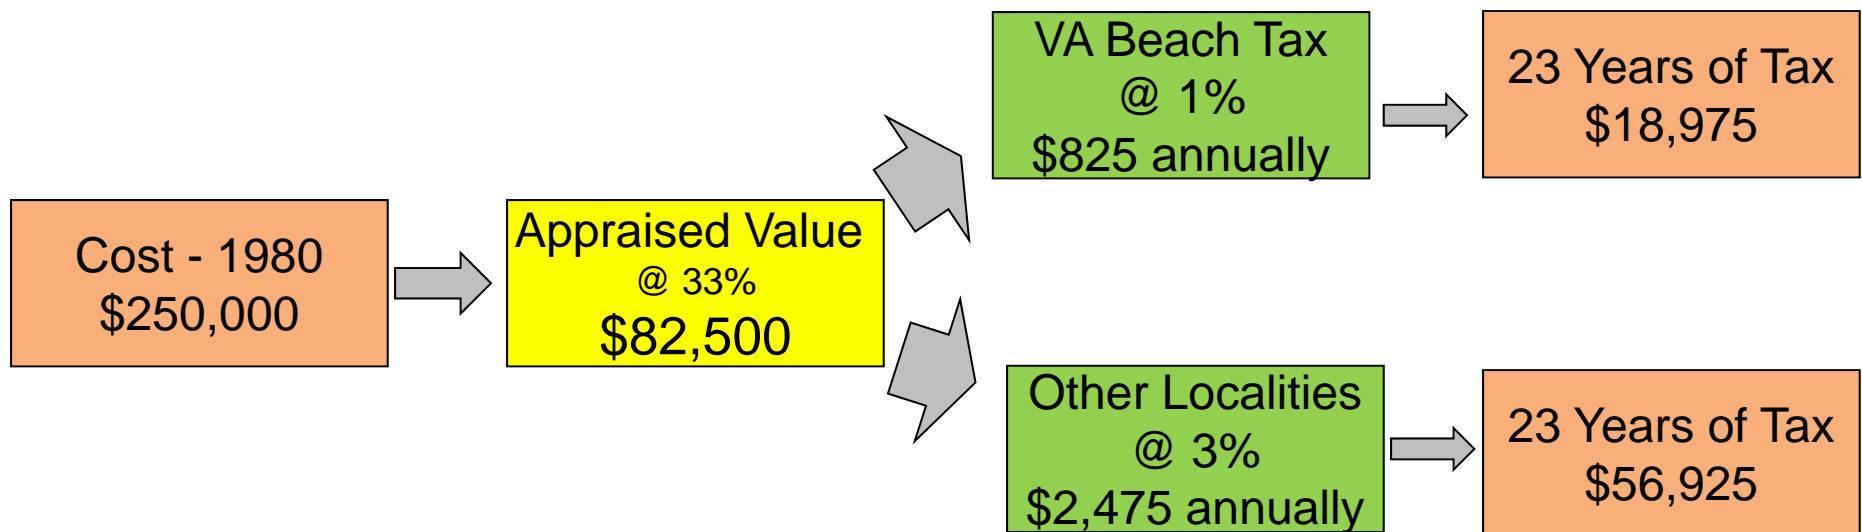 Cost - 1980
$250,000
Appraised Value
@ 33%
$82,500
VA Beach Tax
@ 1%
$825 annually
23 Years of Tax
$18,975
Other Localities
@ 3%
$2,475 annually
23 Years of Tax
$56,925